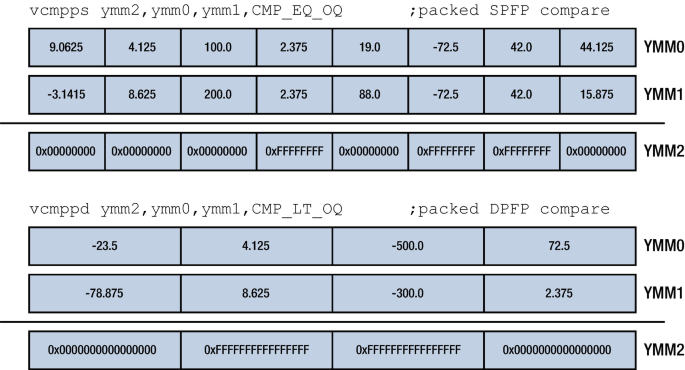 vcmpps ymm2,ymm0,ymm1,CMP_EQ_OQ ;packed SPFP compare
9.0625 4.125 100.0 2.375 19.0 -72.5 42.0 44.125 YMM0
-3.1415 8.625 200.0 2.375 88.0 -72.5 42.0 15.875 YMM1
0x00000000 0x00000000 0x00000000 0xFFFFFFFF 0x00000000 0xFFFFFFFF 0xFFFFFFFF 0x00000000 YMM2
vcmppd ymm2,ymm0,ymm1,CMP_LT_OQ ;packed DPFP compare
-23.5 4.125 -500.0 72.5 YMM0
-78.875 8.625 -300.0 2.375 YMM1
0x0000000000000000 0xFFFFFFFFFFFFFFFF 0xFFFFFFFFFFFFFFFF 0x0000000000000000 YMM2